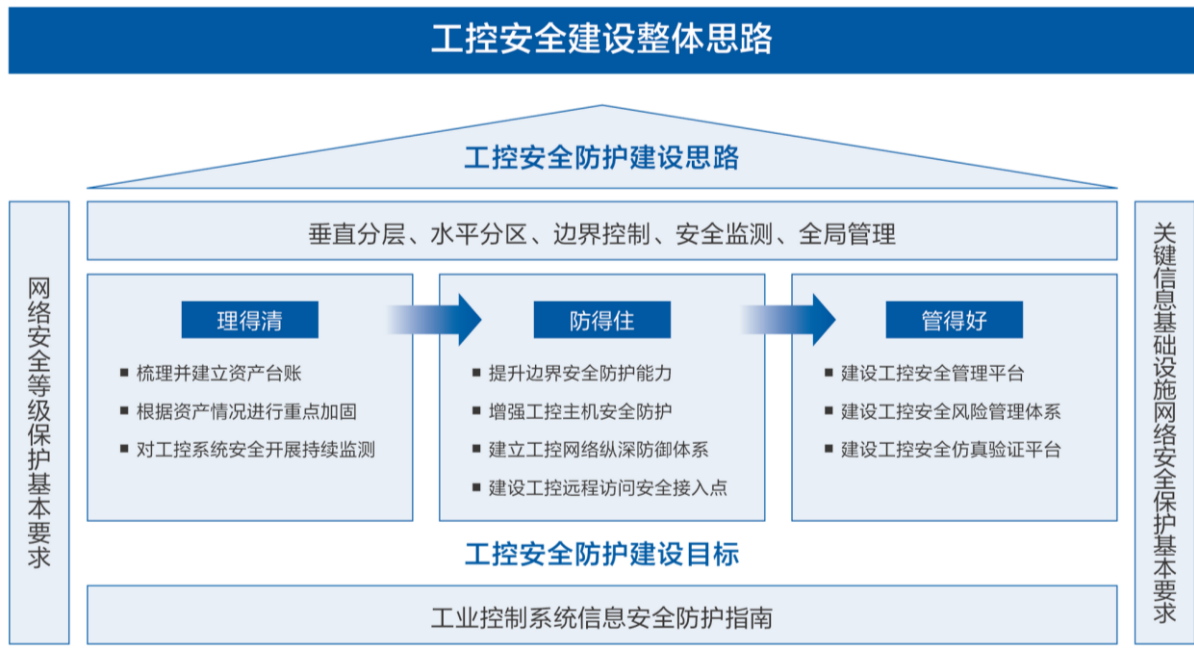 工控安全建设整体思路
工控安全防护建设思路
垂直分层、水平分区、边界控制、安全监测、全局管理
网络安全等级保护基本要求
理得清
■ 梳理并建立资产台账
■ 根据资产情况进行重点加固
■ 对工控系统安全开展持续监测
防得住
■ 提升边界安全防护能力
■ 增强工控主机安全防护
■ 建立工控网络纵深防御体系
■ 建设工控远程访问安全接入点
管得好
■ 建设工控安全管理平台
■ 建设工控安全风险管理体系
■ 建设工控安全仿真验证平台
关键信息基础设施网络安全保护基本要求
工控安全防护建设目标
工业控制系统信息安全防护指南